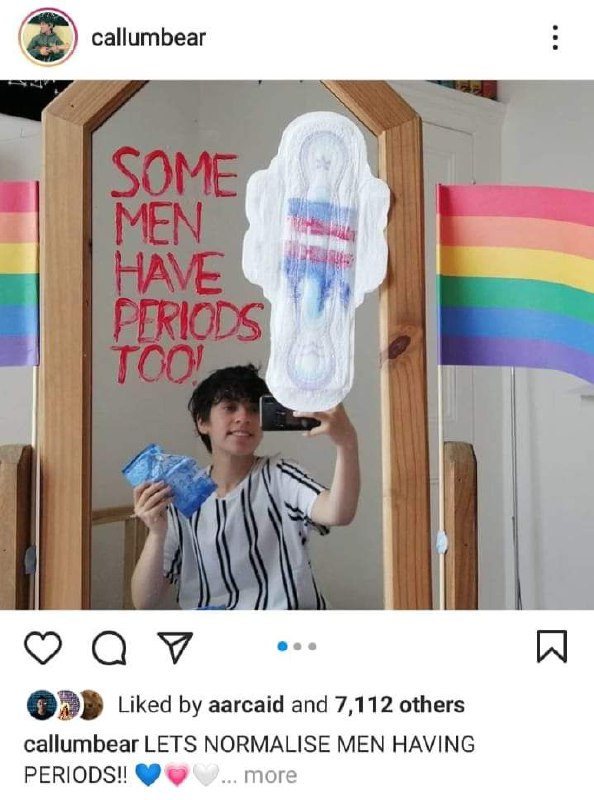 callumbear
SOME
MEN
HAVE
PERIODS
TOO!
Liked by aarcaid and 7,112 others
callumbear LETS NORMALISE MEN HAVING
PERIODS!! 💙💗🤍... more